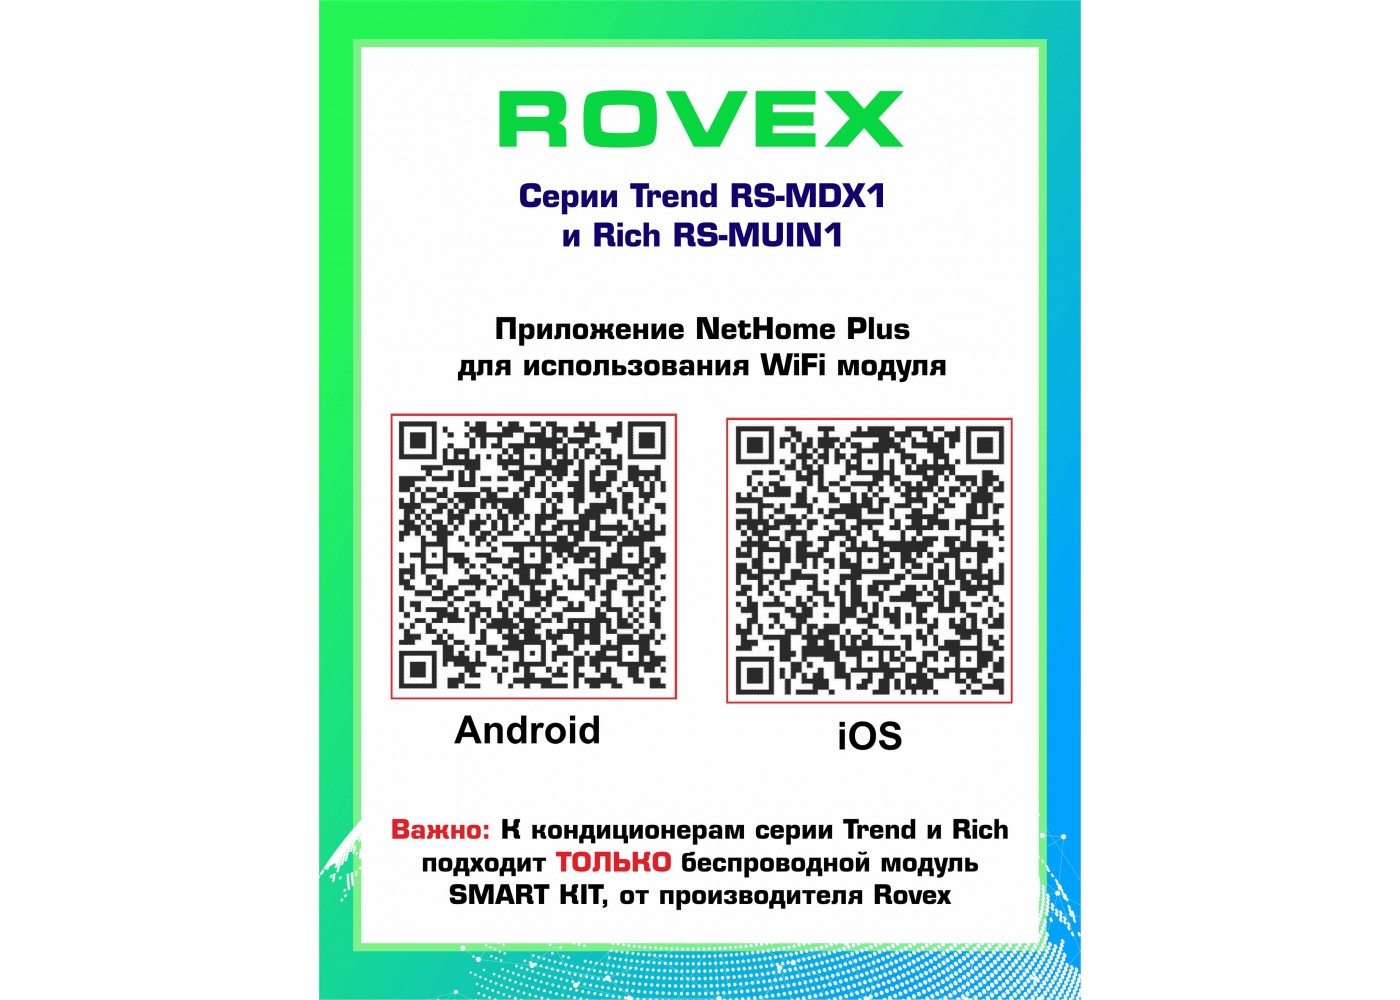 ROVEX
Серии Trend RS-MDX1
и Rich RS-MUIN1
Приложение NetHome Plus
для использования WiFi модуля
Android
iOS
Важно: К кондиционерам серии Trend и Rich
подходит ТОЛЬКО беспроводной модуль
SMART KIT, от производителя Rovex